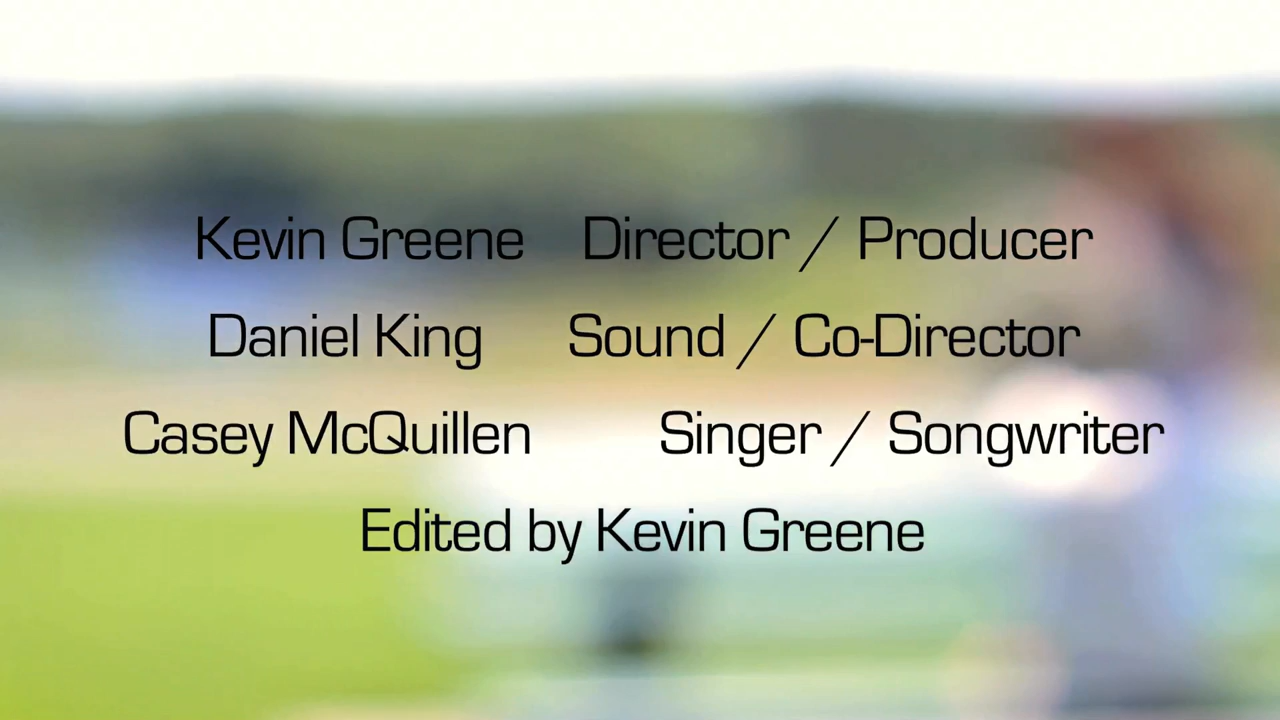 Kevin Greene Director / Producer
Daniel King Sound / Co-Director
Casey McQuillen Singer / Songwriter
Edited by Kevin Greene